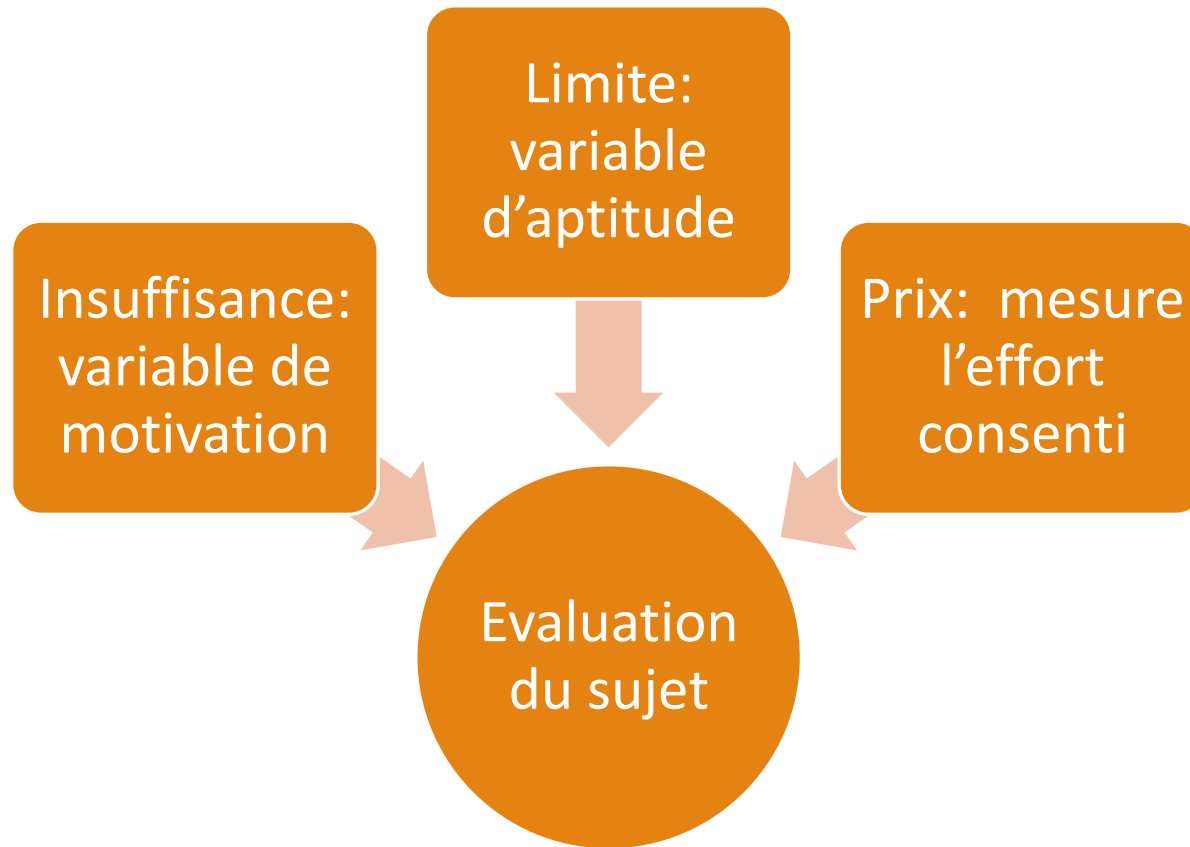 Limite:
variable
d’aptitude
Insuffisance:
variable de
motivation
Prix:  mesure
l’effort
consenti
Evaluation
du sujet